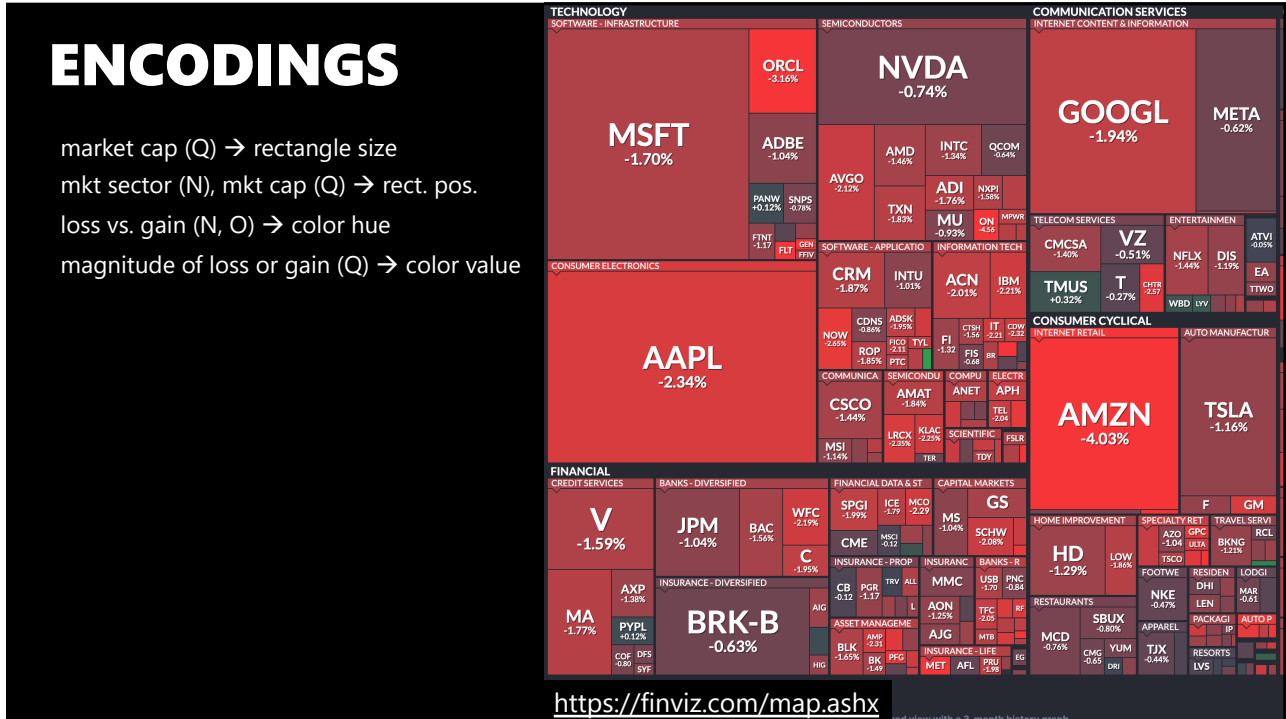 ENCODINGS
market cap (Q) → rectangle size
mkt sector (N), mkt cap (Q) → rect. pos.
loss vs. gain (N, O) → color hue
magnitude of loss or gain (Q) → color value
TECHNOLOGY
SOFTWARE - INFRASTRUCTURE
MSFT
-1.70%
ORCL
-3.16%
ADBE
-1.04%
PANW
+0.12%
SNPS
-0.78%
FTNT
-1.17
FLT
GEN
FFIV
SEMICONDUCTORS
NVDA
-0.74%
AVGO
-2.12%
AMD
-1.46%
INTC
-1.34%
QCOM
-0.64%
TXN
-1.83%
ADI
-1.76%
NXPI
-1.58%
MU
-0.93%
ON
-4.56
MPWR
CONSUMER ELECTRONICS
AAPL
-2.34%
SOFTWARE - APPLICATIO
CRM
-1.87%
INTU
-1.01%
NOW
-2.65%
CDNS
-0.86%
ADSK
-1.95%
ROP
-1.85%
FICO
-2.11
TYL
PTC
INFORMATION TECH
ACN
-2.01%
IBM
-2.21%
FI
-1.32
CTSH
-1.56
IT
-2.21
CDW
-2.32
FIS
-0.68
BR
COMMUNICA
CSCO
-1.44%
MSI
-1.14%
SEMICONDU
AMAT
-1.84%
LRCX
-2.35%
KLAC
-2.25%
TER
COMPU
ANET
ELECTR
APH
TEL
-2.04
SCIENTIFIC
TDY
FSLR
COMMUNICATION SERVICES
INTERNET CONTENT & INFORMATION
GOOGL
-1.94%
META
-0.62%
TELECOM SERVICES
CMCSA
-1.40%
VZ
-0.51%
TMUS
+0.32%
T
-0.27%
CHTR
-2.57
ENTERTAINMEN
NFLX
-1.44%
DIS
-1.19%
WBD
LYV
ATVI
-0.05%
EA
TTWO
CONSUMER CYCLICAL
INTERNET RETAIL
AMZN
-4.03%
AUTO MANUFACTUR
TSLA
-1.16%
F
GM
HOME IMPROVEMENT
HD
-1.29%
LOW
-1.86%
SPECIALTY RET
AZO
-1.04
GPC
ULTA
TSCO
TRAVEL SERVI
BKNG
-1.21%
RCL
RESTAURANTS
MCD
-0.76%
SBUX
-0.80%
CMG
-0.65
YUM
DRI
FOOTWE
NKE
-0.47%
RESIDEN
DHI
LEN
LODGI
MAR
-0.61
APPAREL
TJX
-0.44%
PACKAGI
IP
AUTO P
RESORTS
LVS
FINANCIAL
CREDIT SERVICES
V
-1.59%
MA
-1.77%
AXP
-1.38%
PYPL
+0.12%
COF
-0.80
DFS
SYF
BANKS - DIVERSIFIED
JPM
-1.04%
BAC
-1.56%
WFC
-2.19%
C
-1.95%
INSURANCE - DIVERSIFIED
BRK-B
-0.63%
AIG
HIG
FINANCIAL DATA & ST
SPGI
-1.99%
ICE
-1.79
MCO
-2.29
CME
MSCI
-0.12
CAPITAL MARKETS
MS
-1.04%
GS
SCHW
-2.08%
INSURANCE - PROP
CB
-0.12
PGR
-1.17
TRV
ALL
L
INSURANC
MMC
AON
-1.25%
AJG
BANKS - R
USB
-1.70
PNC
-0.84
TFC
-2.05
RF
MTB
ASSET MANAGEME
BLK
-1.65%
AMP
-2.31
BK
-1.49
PFG
INSURANCE - LIFE
MET
AFL
PRU
-1.98
EG
https://finviz.com/map.ashx